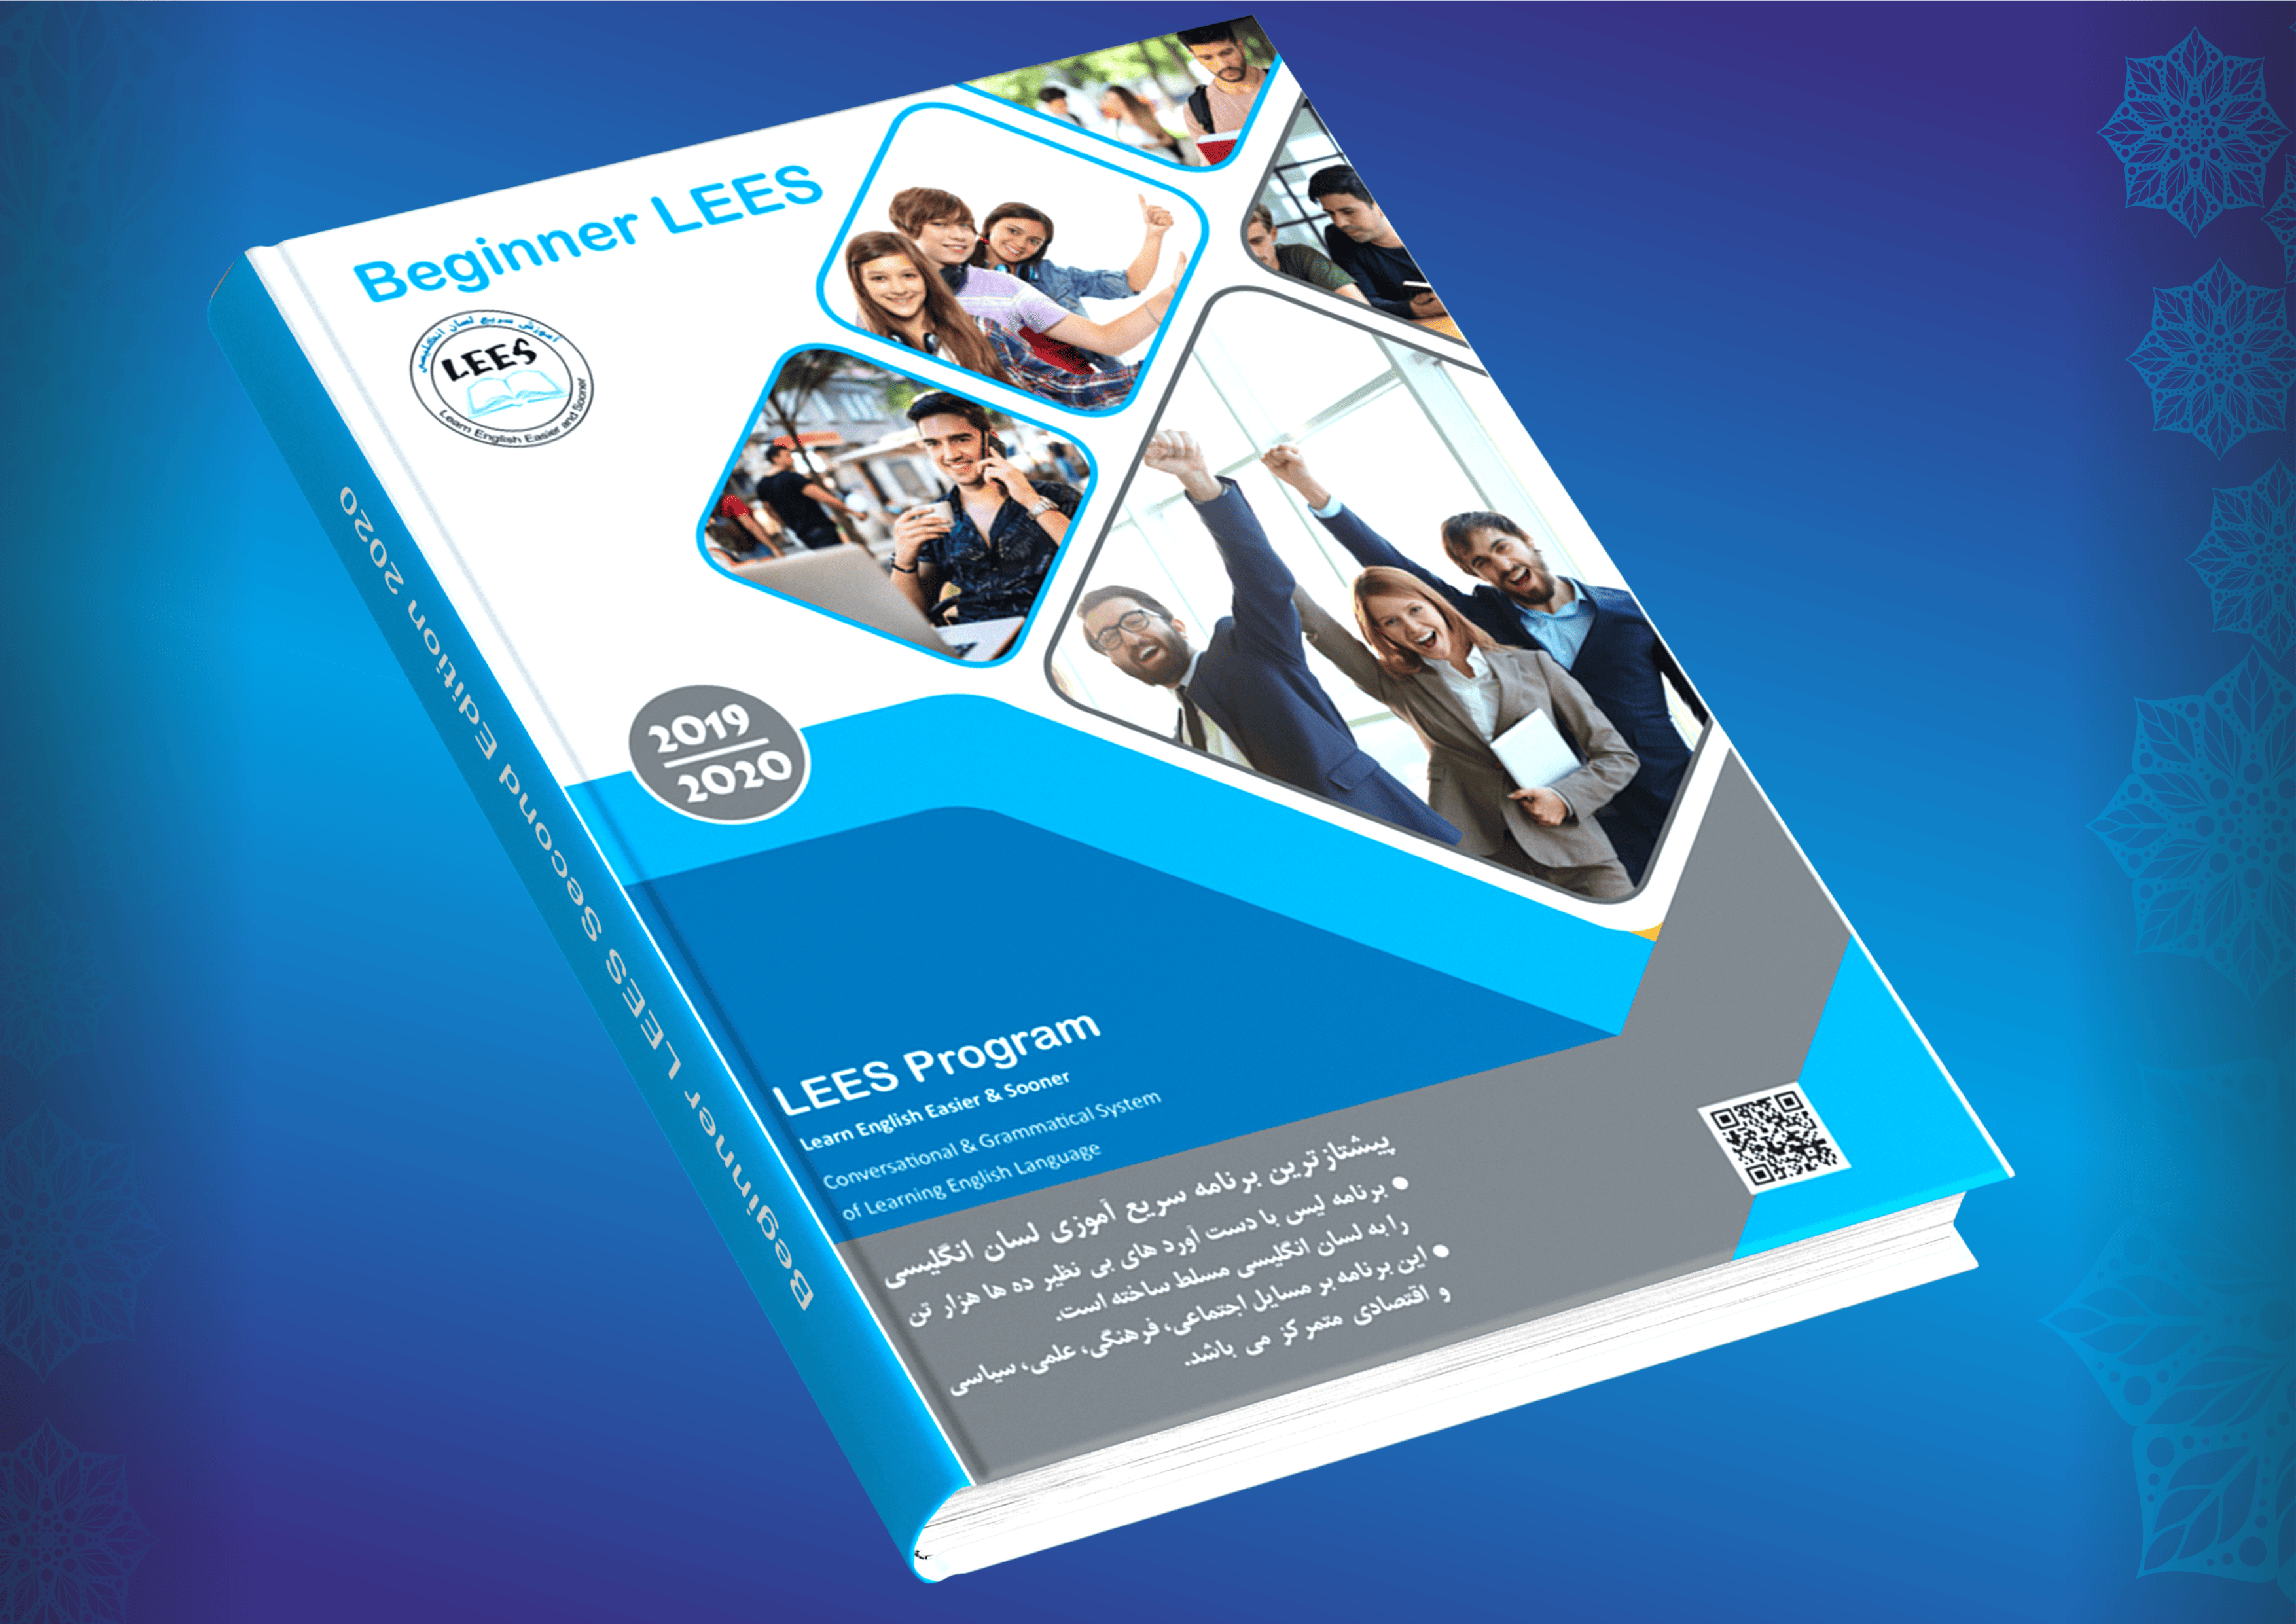 Beginner LEES
آموزش سریع لسان انگلیسی
LEES
Learn English Easier and Sooner
2019
2020
Beginner LEES Second Edition 2020
LEES Program
Learn English Easier & Sooner
Conversational & Grammatical System
of Learning English Language
پیشتازترین برنامه سریع آموزی لسان انگلیسی
● برنامه لیس با دست آورد های بی نظیر ده ها هزار تن
را به لسان انگلیسی مسلط ساخته است.
● این برنامه بر مسایل اجتماعی، فرهنگی، علمی، سیاسی
و اقتصادی متمرکز می باشد.